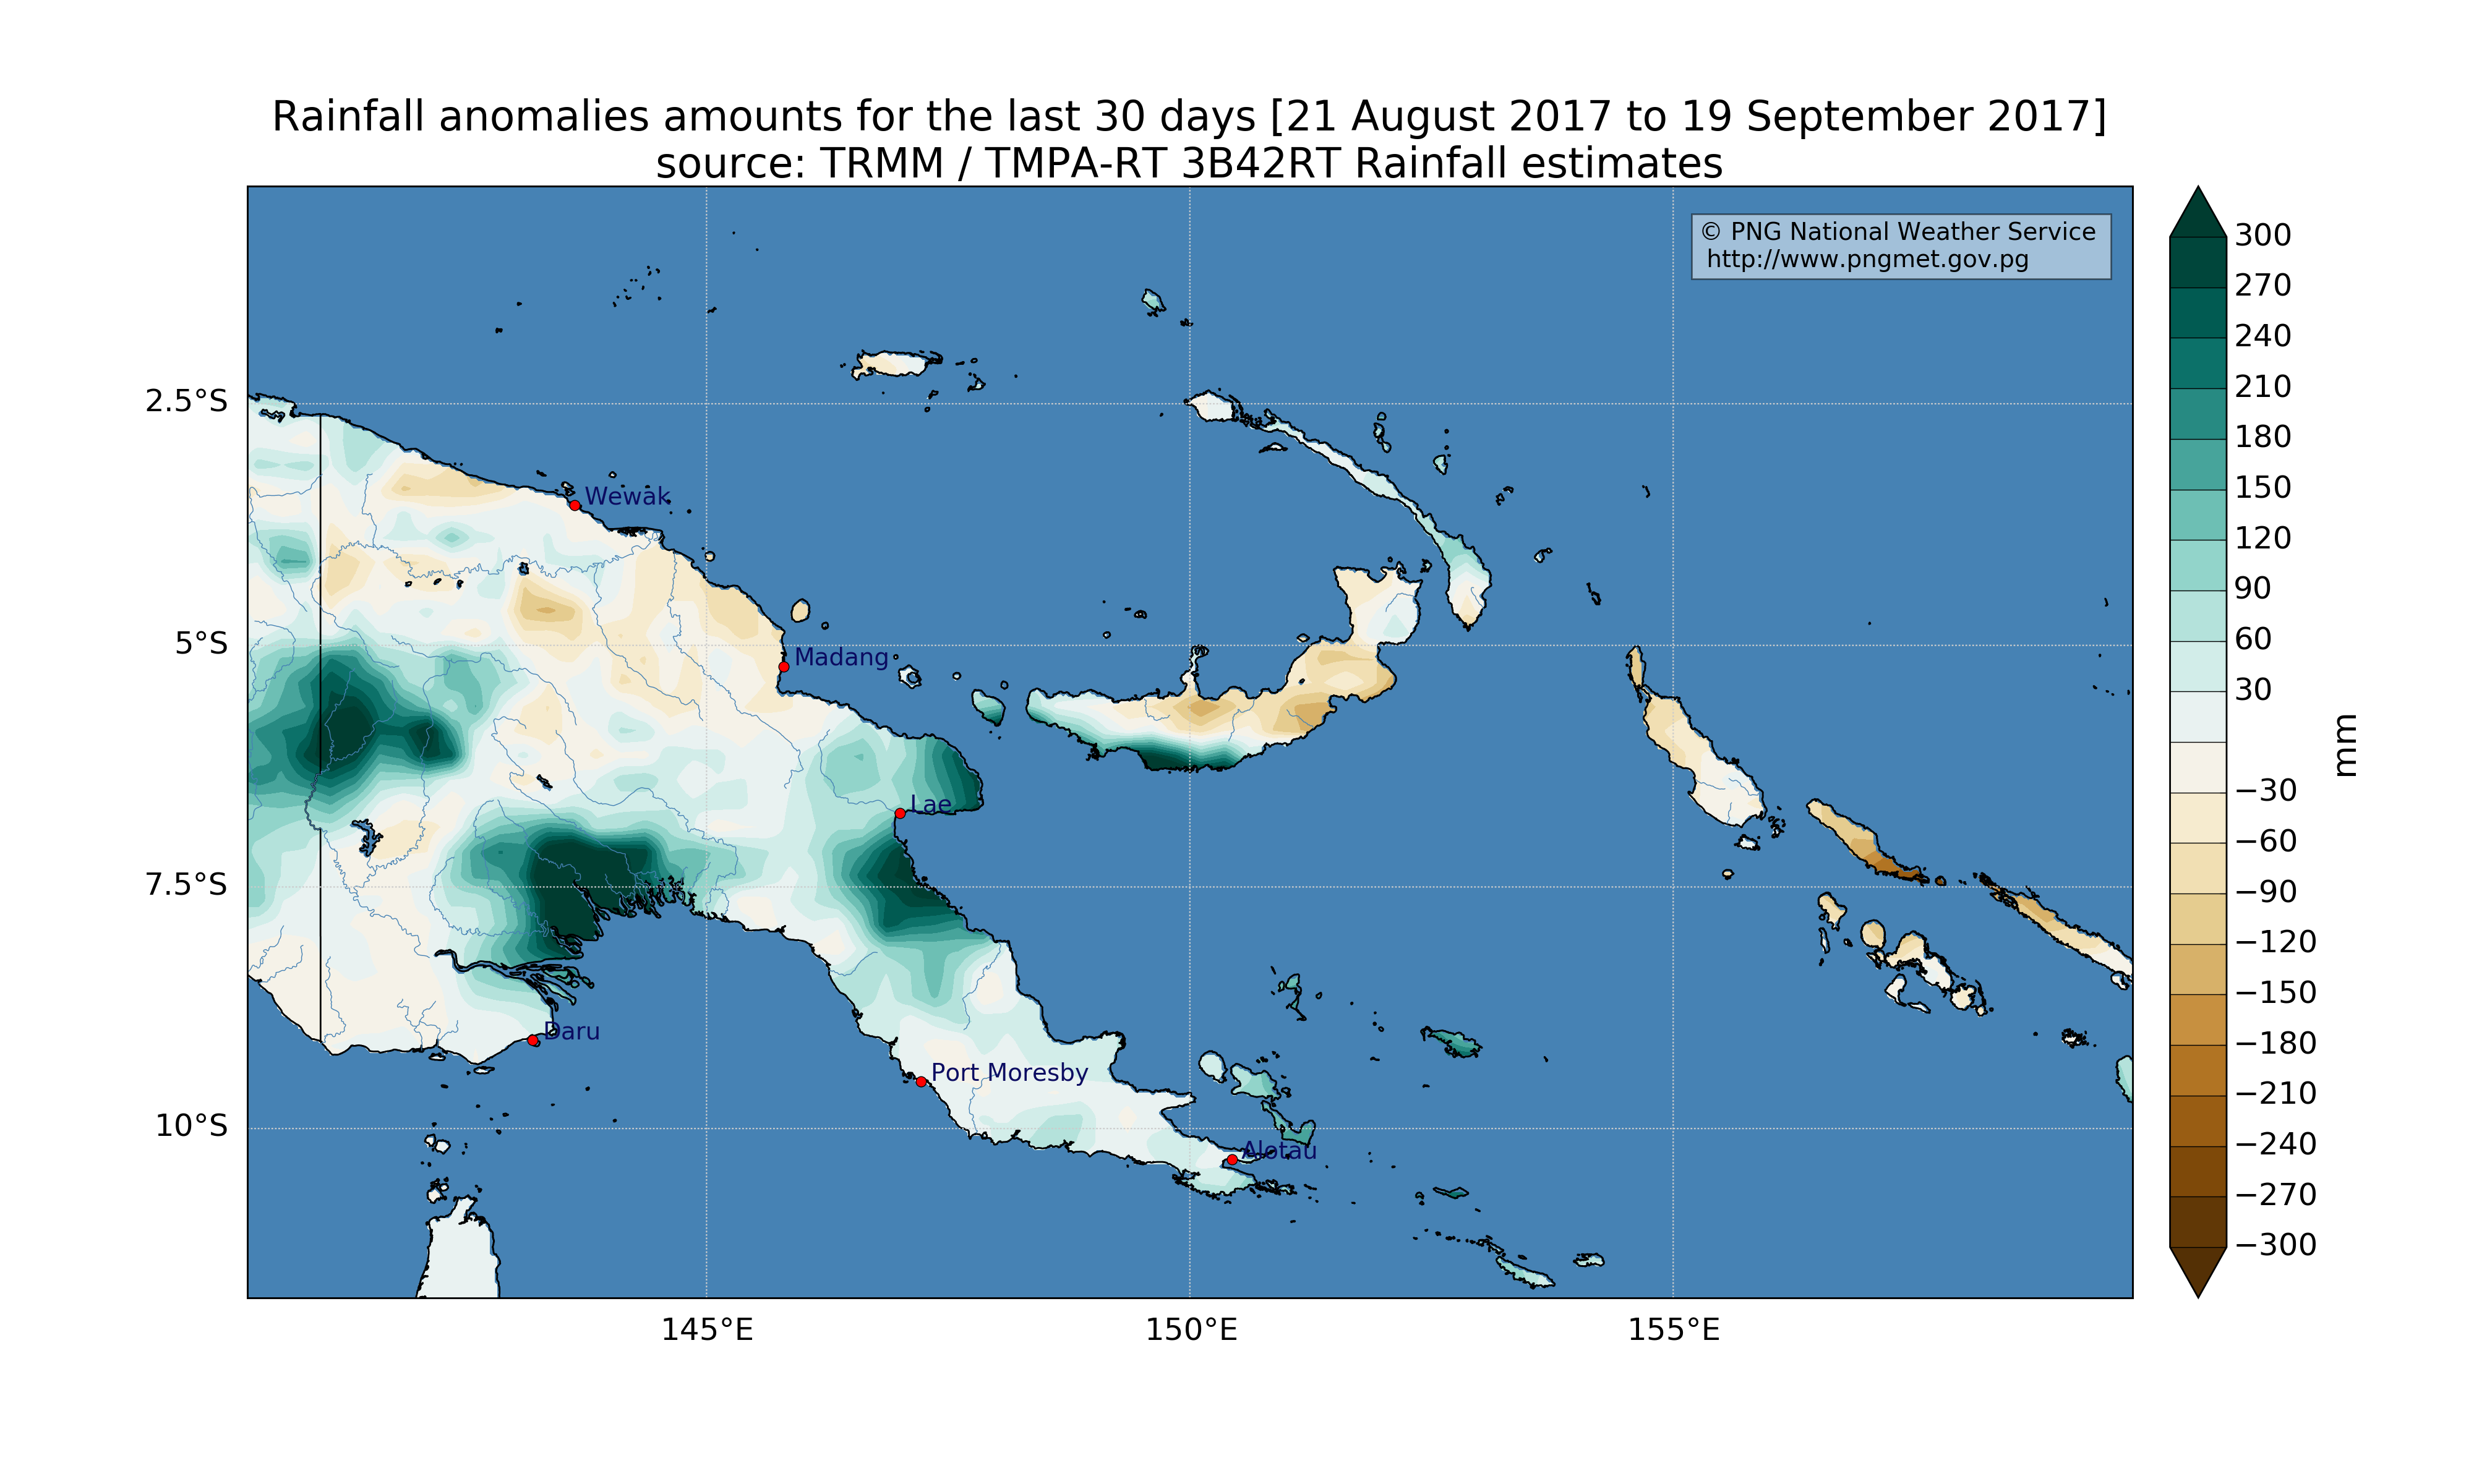 Rainfall anomalies amounts for the last 30 days [21 August 2017 to 19 September 2017]
source: TRMM / TMPA-RT 3B42RT Rainfall estimates
© PNG National Weather Service
http://www.pngmet.gov.pg
300
270
240
210
180
150
120
90
60
30
−30
−60
−90
−120
−150
−180
−210
−240
−270
−300
mm
2.5°S
5°S
7.5°S
10°S
Wewak
Madang
Lae
Daru
Port Moresby
Alotau
145°E
150°E
155°E